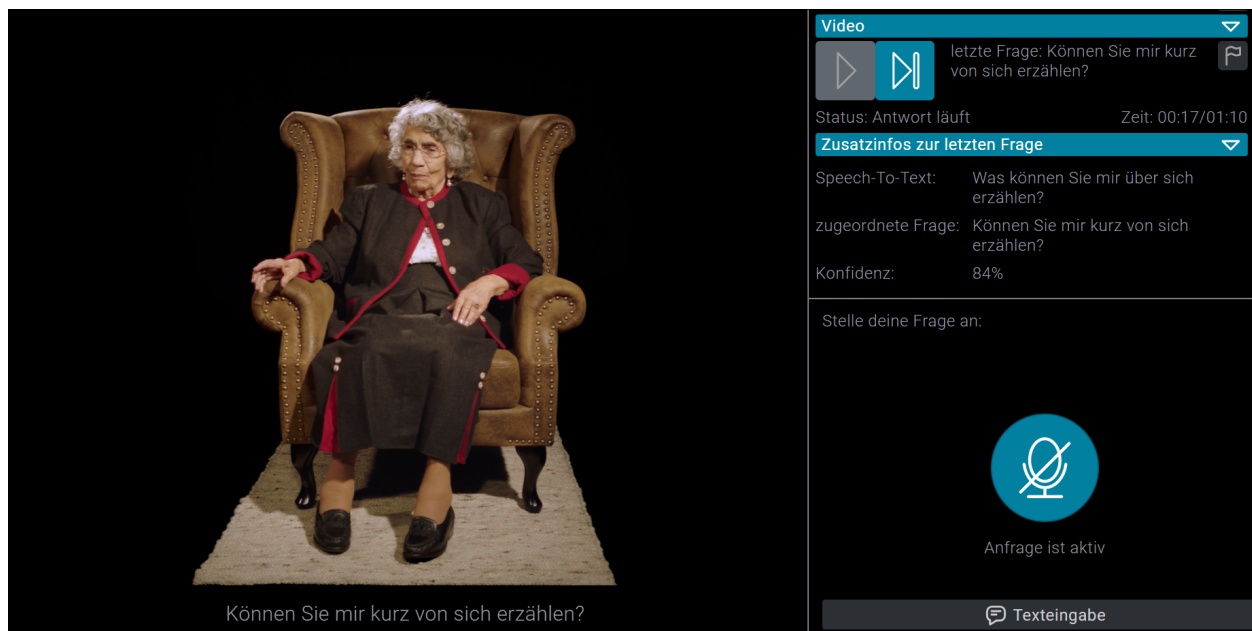 Video
letzte Frage: Können Sie mir kurz
von sich erzählen?
Status: Antwort läuft
Zeit: 00:17/01:10
Zusatzinfos zur letzten Frage
Speech-To-Text:
Was können Sie mir über sich
erzählen?
zugeordnete Frage:
Können Sie mir kurz von sich
erzählen?
Konfidenz:
84%
Stelle deine Frage an:
Anfrage ist aktiv
Texteingabe
Können Sie mir kurz von sich erzählen?